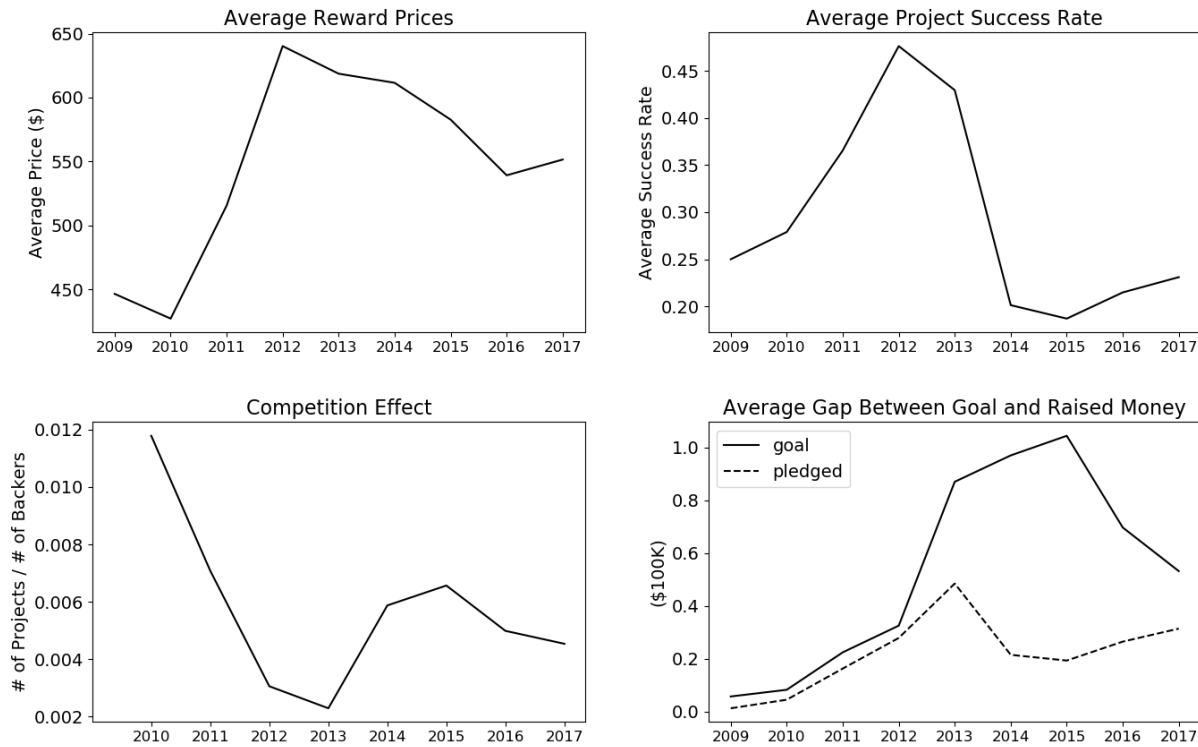 Average Reward Prices
Average Price ($)
650
600
550
500
450
2009 2010 2011 2012 2013 2014 2015 2016 2017
Average Project Success Rate
Average Success Rate
0.45
0.40
0.35
0.30
0.25
0.20
2009 2010 2011 2012 2013 2014 2015 2016 2017
Competition Effect
# of Projects / # of Backers
0.012
0.010
0.008
0.006
0.004
0.002
2010 2011 2012 2013 2014 2015 2016 2017
Average Gap Between Goal and Raised Money
($100K)
goal
pledged
1.0
0.8
0.6
0.4
0.2
0.0
2009 2010 2011 2012 2013 2014 2015 2016 2017